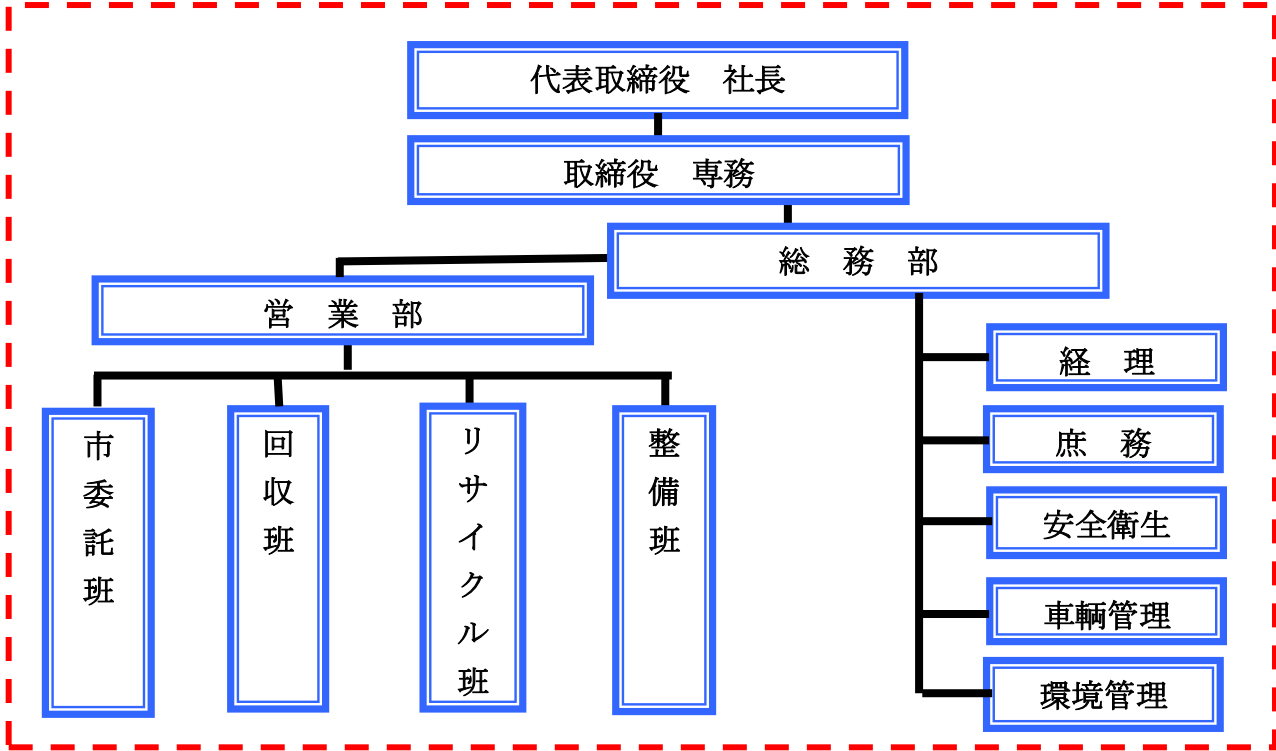 代表取締役　社長
取締役　専務
総　務　部
営　業　部
経　理
庶　務
安全衛生
車輌管理
環境管理
市委託班
回収班
リサイクル班
整備班